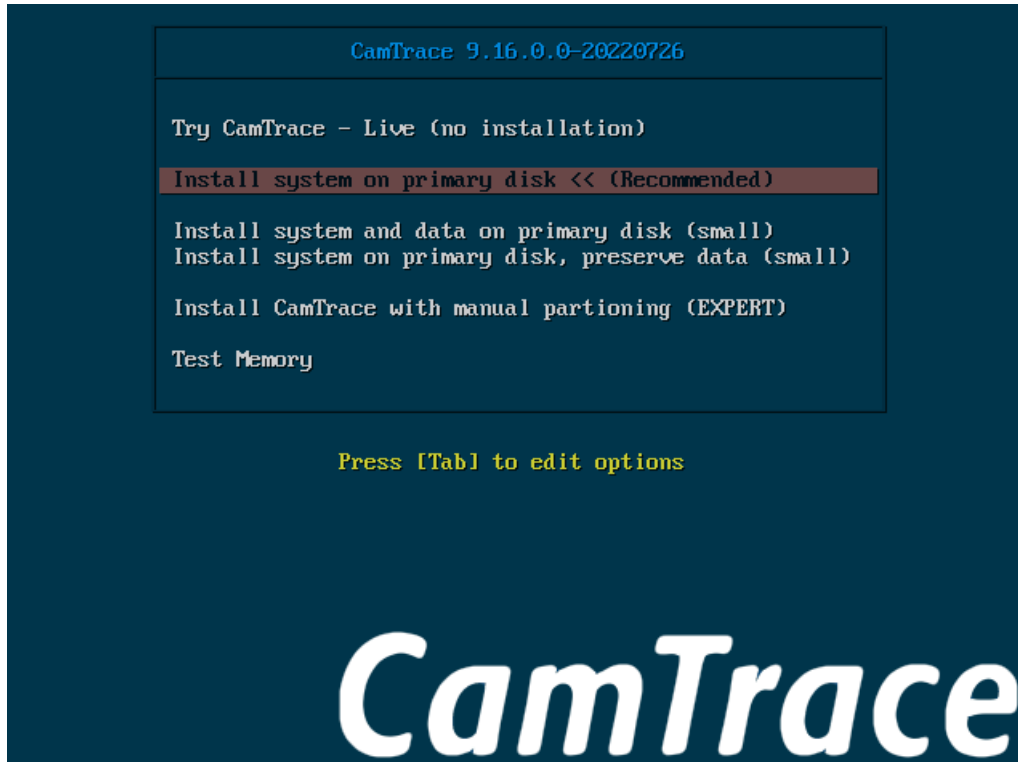 CamTrace 9.16.0.0-20220726
Try CamTrace - Live (no installation)
Install system on primary disk << (Recommended)
Install system and data on primary disk (small)
Install system on primary disk, preserve data (small)
Install CamTrace with manual partioning (EXPERT)
Test Memory
Press [Tab] to edit options
CamTrace